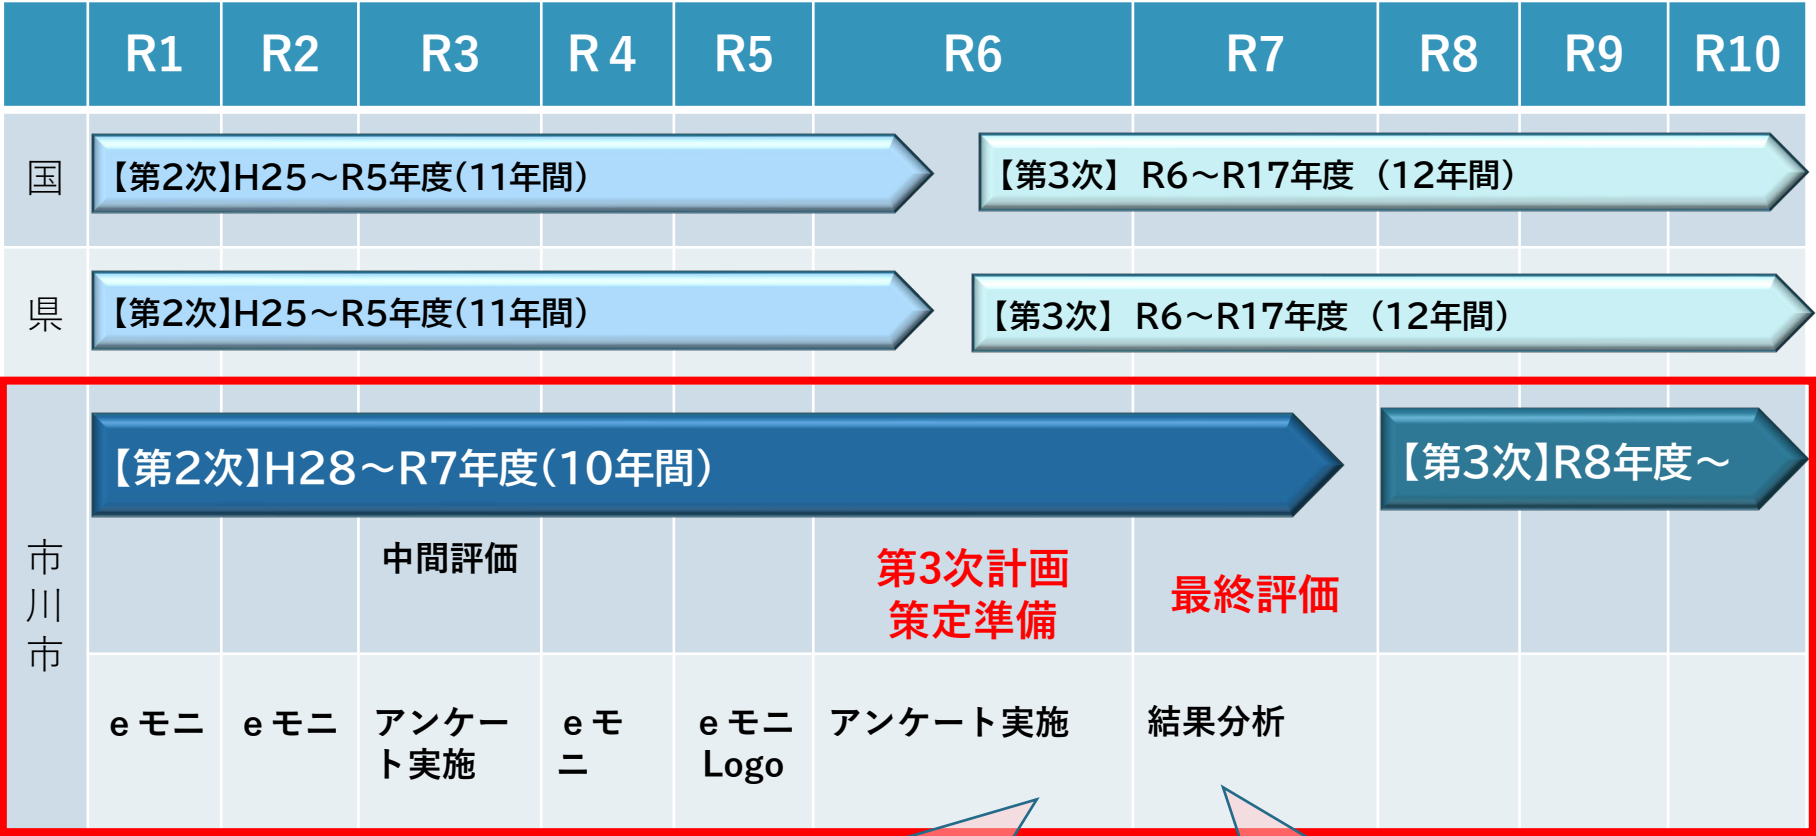 R1 R2 R3 R４ R5 R6 R7 R8 R9 R10
国
【第2次】H25～R5年度(11年間)
【第3次】 R6～R17年度 (12年間)
県
【第2次】H25～R5年度(11年間)
【第3次】 R6～R17年度 (12年間)
市川市
【第2次】H28～R7年度(10年間)
【第3次】R8年度～
中間評価
第3次計画
策定準備
最終評価
eモニ
eモニ
アンケー
ト実施
eモ
ニ
eモニ
Logo
アンケート実施
結果分析